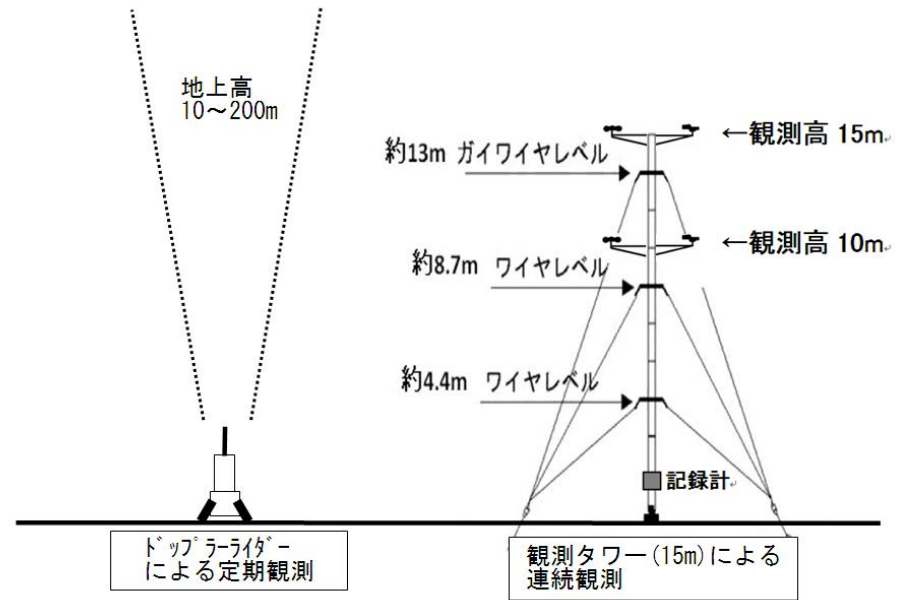 地上高
10～200m
←観測高 15m
約13m ガイワイヤレベル
←観測高 10m
約8.7m ワイヤレベル
約4.4m ワイヤレベル
記録計
ﾄﾞｯﾌﾟﾗｰﾗｲﾀﾞｰ
による定期観測
観測タワー(15m)による
連続観測